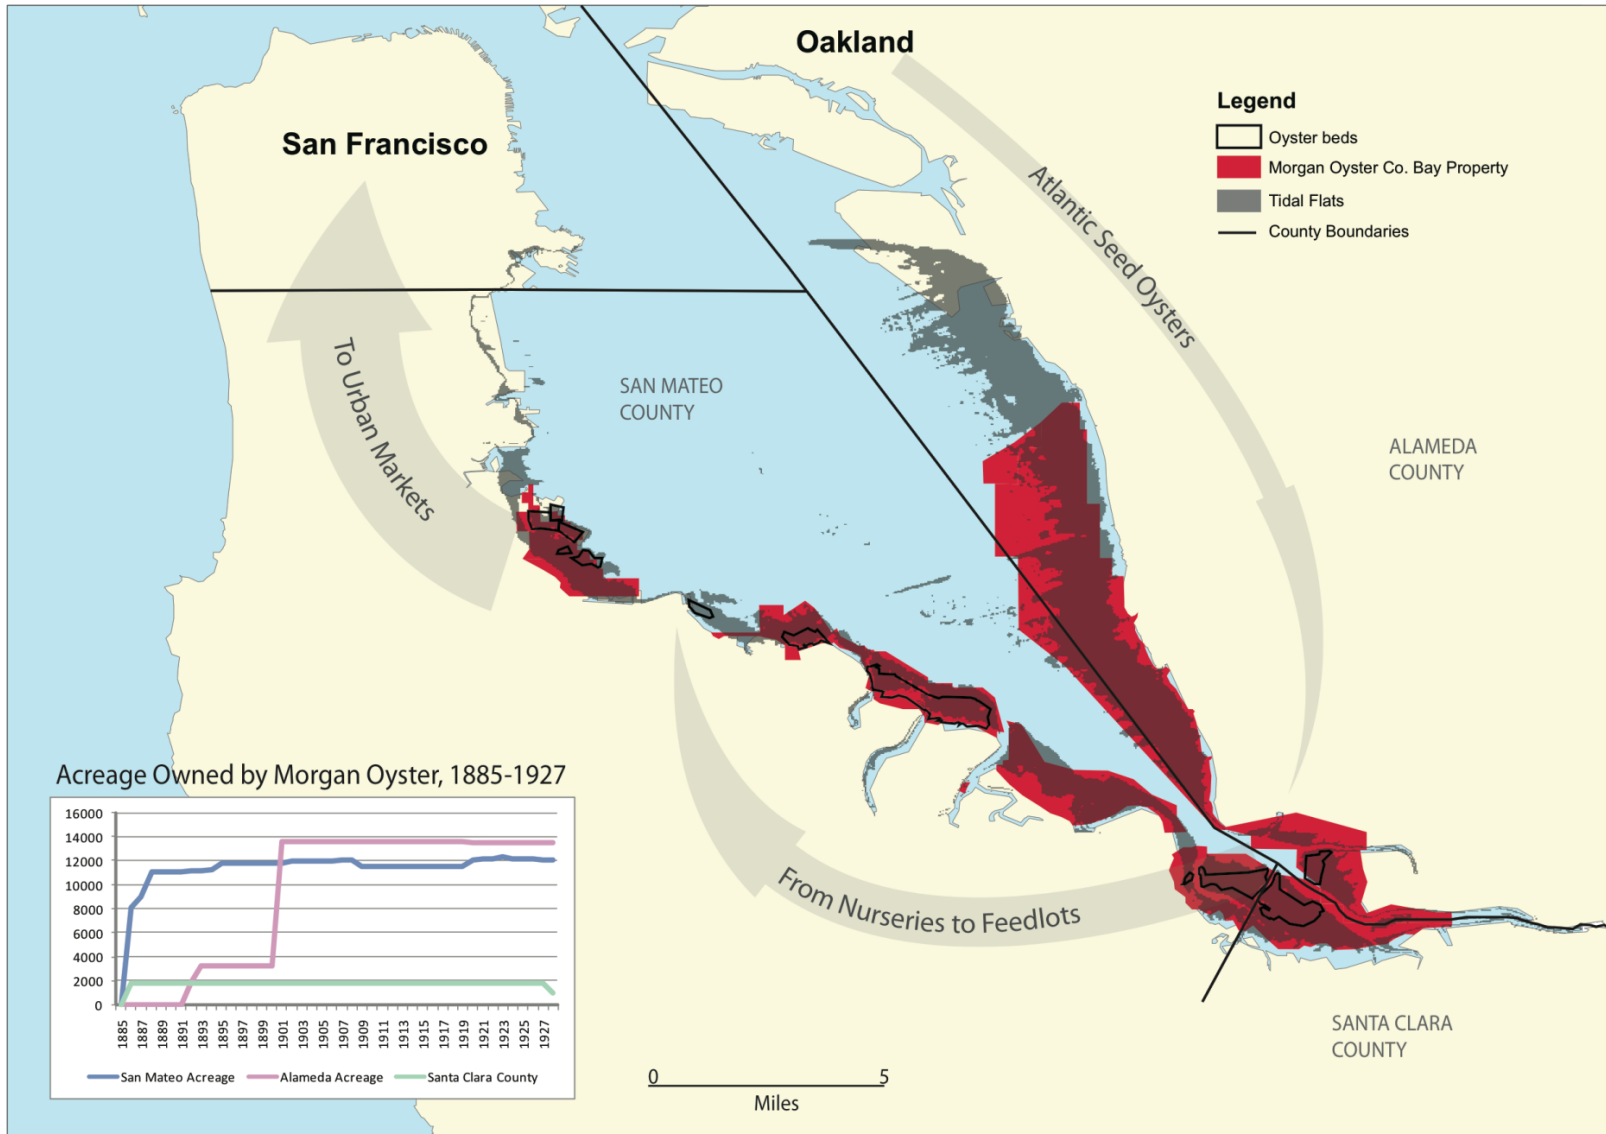 Oakland
San Francisco
Legend
Oyster beds
Morgan Oyster Co. Bay Property
Tidal Flats
County Boundaries
Atlantic Seed Oysters
To Urban Markets
SAN MATEO
COUNTY
ALAMEDA
COUNTY
From Nurseries to Feedlots
SANTA CLARA
COUNTY
Acreage Owned by Morgan Oyster, 1885-1927
16000
14000
12000
10000
8000
6000
4000
2000
0
1885 1887 1889 1891 1893 1895 1897 1899 1901 1903 1905 1907 1909 1911 1913 1915 1917 1919 1921 1923 1925 1927
San Mateo Acreage Alameda Acreage Santa Clara County
0 5
Miles